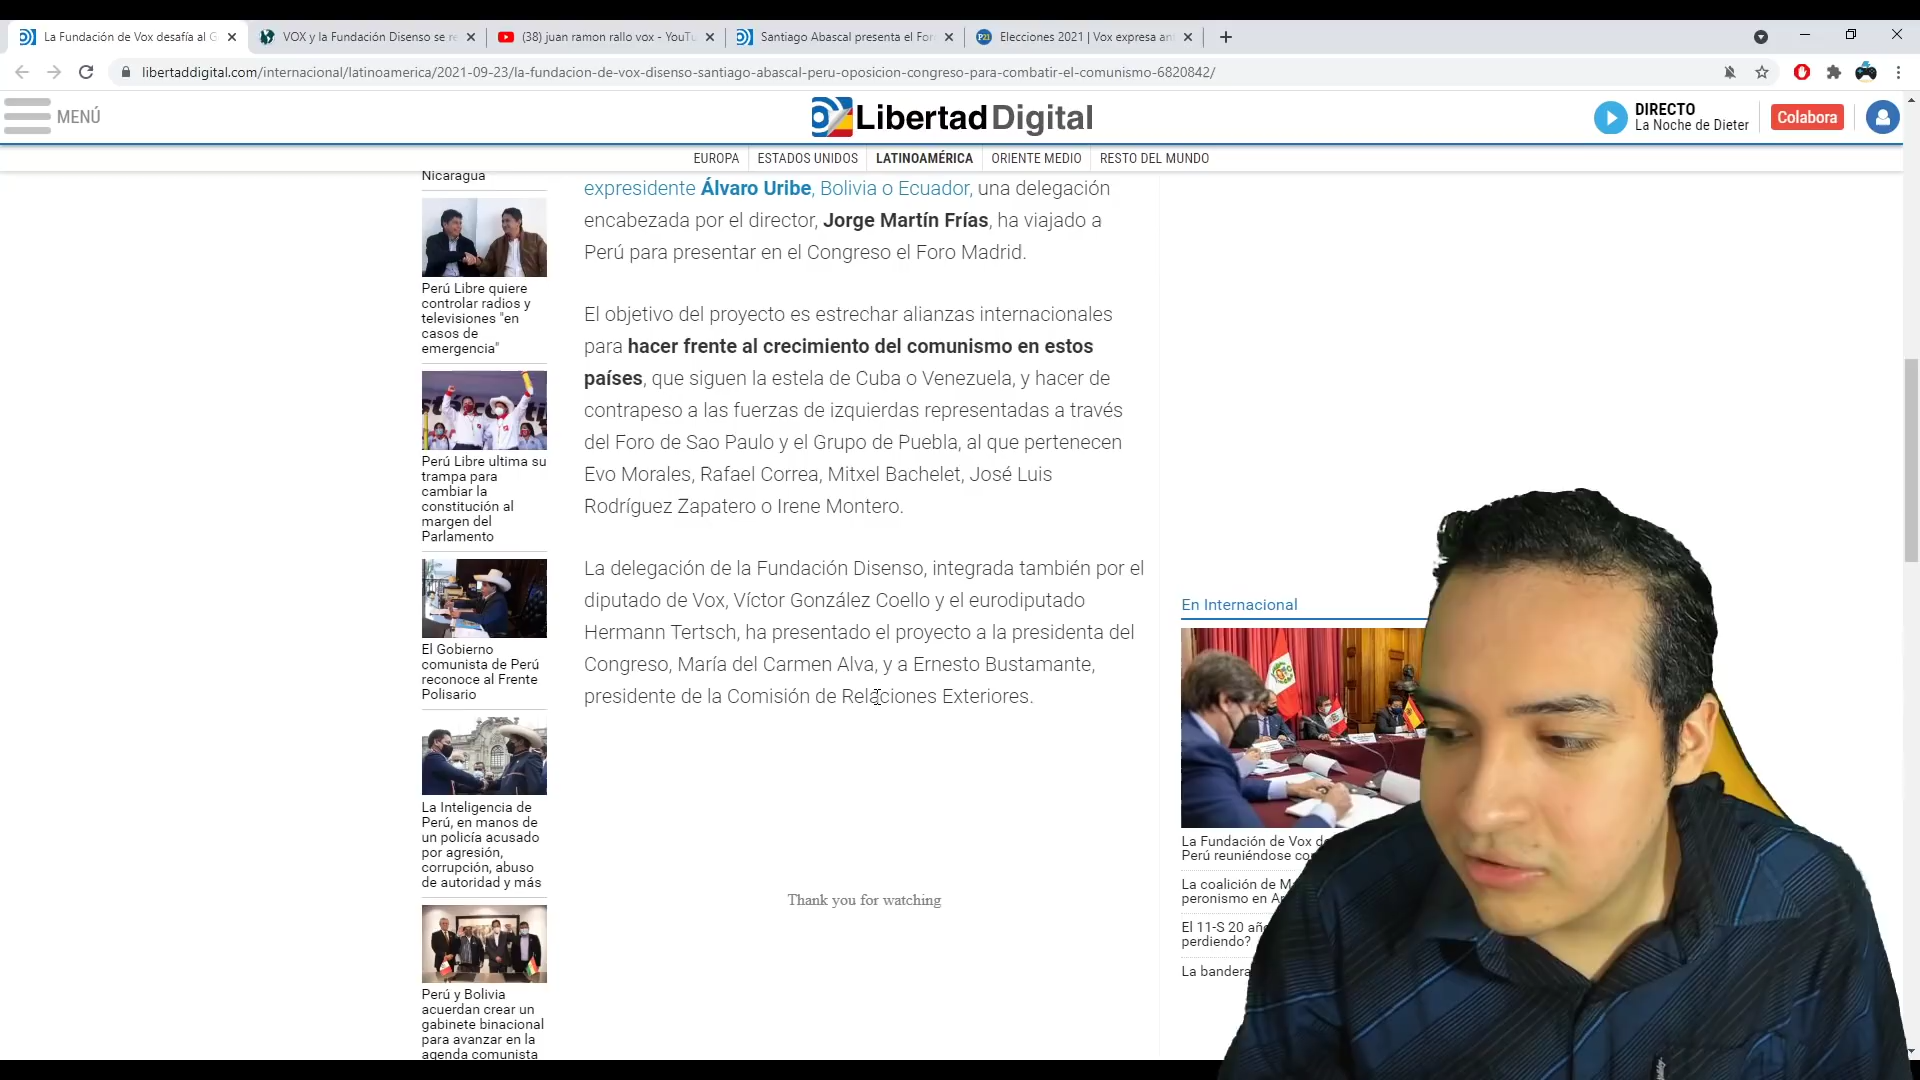 La Fundación de Vox desafía al G
VOX y la Fundación Disenso se re
(38) juan ramon rallo vox - YouTu
Santiago Abascal presenta el For
P21
Elecciones 2021 | Vox expresa an
libertaddigital.com/internacional/latinoamerica/2021-09-23/la-fundacion-de-vox-disenso-santiago-abascal-peru-oposicion-congreso-para-combatir-el-comunismo-6820842/
MENÚ
Libertad Digital
DIRECTO
La Noche de Dieter
Colabora
EUROPA
ESTADOS UNIDOS
LATINOAMÉRICA
ORIENTE MEDIO
RESTO DEL MUNDO
Nicaragua
Perú Libre quiere
controlar radios y
televisiones "en
casos de
emergencia"
Perú Libre ultima su
trampa para
cambiar la
constitución al
margen del
Parlamento
El Gobierno
comunista de Perú
reconoce al Frente
Polisario
La Inteligencia de
Perú, en manos de
un policía acusado
por agresión,
corrupción, abuso
de autoridad y más
Perú y Bolivia
acuerdan crear un
gabinete binacional
para avanzar en la
agenda comunista
expresidente Álvaro Uribe, Bolivia o Ecuador, una delegación
encabezada por el director, Jorge Martín Frías, ha viajado a
Perú para presentar en el Congreso el Foro Madrid.
El objetivo del proyecto es estrechar alianzas internacionales
para hacer frente al crecimiento del comunismo en estos
países, que siguen la estela de Cuba o Venezuela, y hacer de
contrapeso a las fuerzas de izquierdas representadas a través
del Foro de Sao Paulo y el Grupo de Puebla, al que pertenecen
Evo Morales, Rafael Correa, Mitxel Bachelet, José Luis
Rodríguez Zapatero o Irene Montero.
La delegación de la Fundación Disenso, integrada también por el
diputado de Vox, Víctor González Coello y el eurodiputado
Hermann Tertsch, ha presentado el proyecto a la presidenta del
Congreso, María del Carmen Alva, y a Ernesto Bustamante,
presidente de la Comisión de Relaciones Exteriores.
Thank you for watching
En Internacional
La Fundación de Vox de
Perú reuniéndose co
La coalición de M
peronismo en A
El 11-S 20 añ
perdiendo?
La bandera